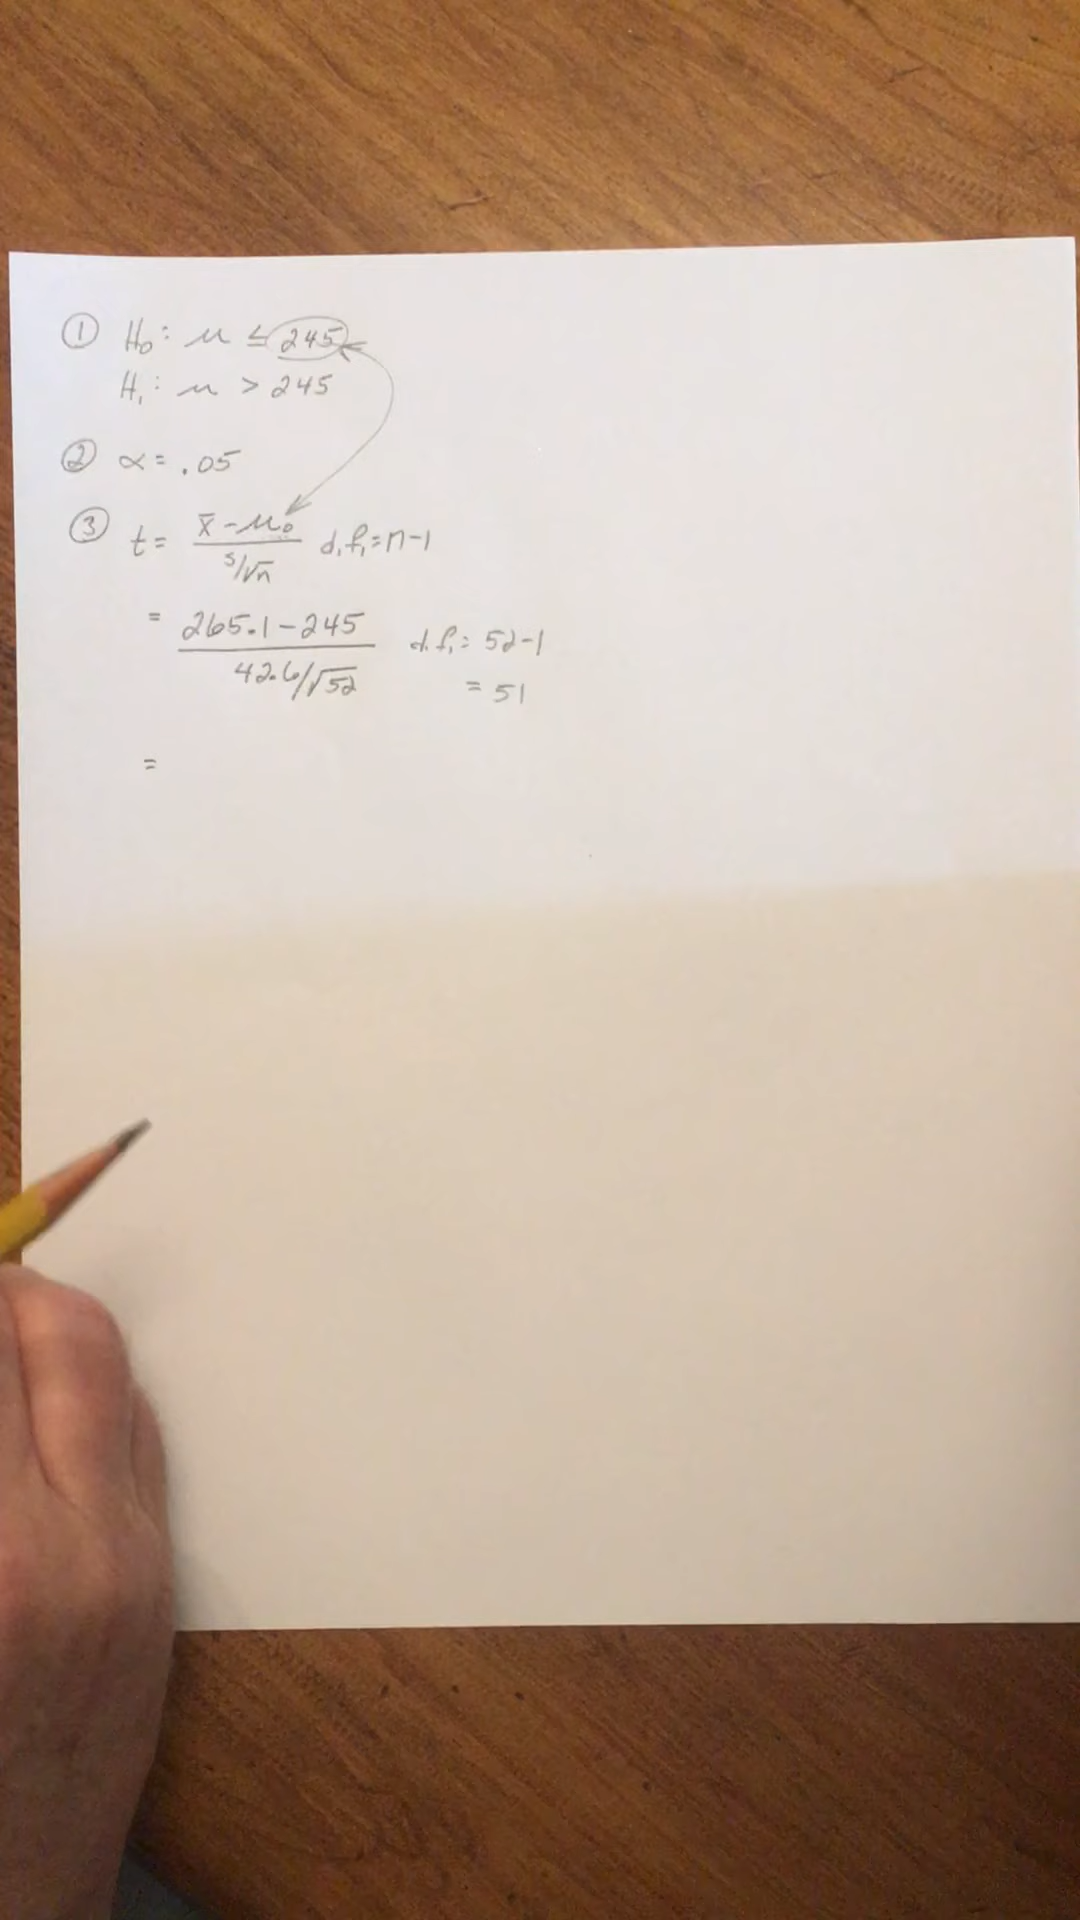 ① H₀: μ ≤ 245
H₁: μ > 245
② α = .05
③ t = (x̄ - μ₀)/(s/√n) d.f. = n-1
= (265.1 - 245)/(42.6/√52) d.f. = 52-1
= 51
=